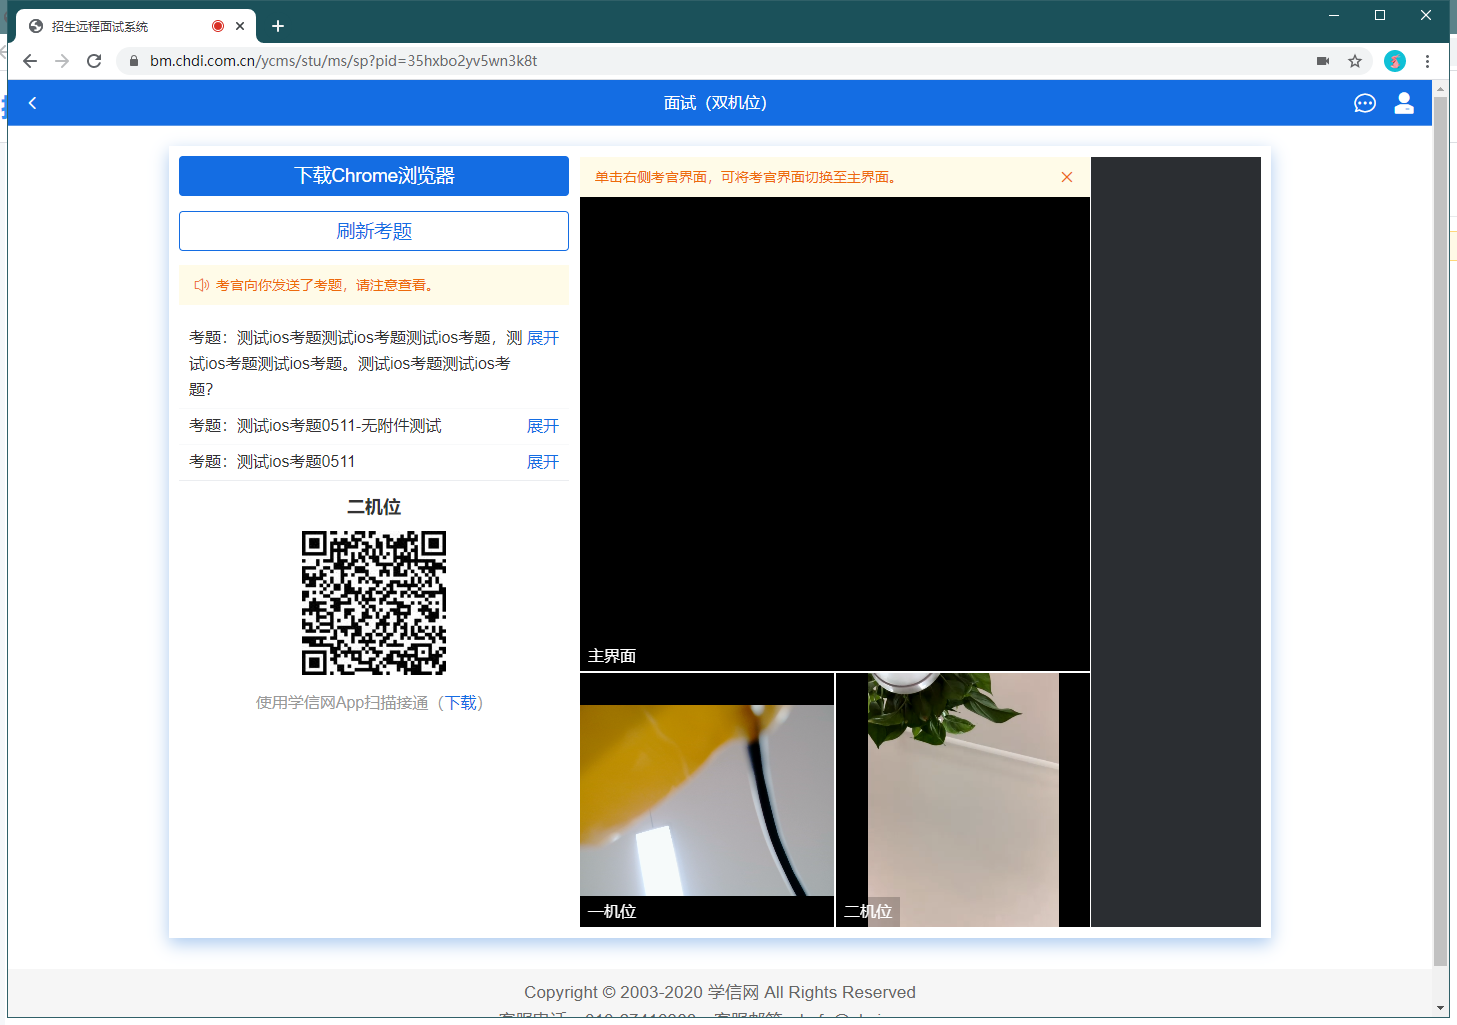 招生远程面试系统
bm.chdi.com.cn/ycms/stu/ms/sp?pid=35hxbo2yv5wn3k8t
面试（双机位）
下载Chrome浏览器
刷新考题
考官向你发送了考题，请注意查看。
考题：测试ios考题测试ios考题测试ios考题，测 展开
试ios考题测试ios考题。测试ios考题测试ios考
题？
考题：测试ios考题0511-无附件测试 展开
考题：测试ios考题0511 展开
二机位
使用学信网App扫描接通（下载）
单击右侧考官界面，可将考官界面切换至主界面。
主界面
一机位
二机位
Copyright © 2003-2020 学信网 All Rights Reserved